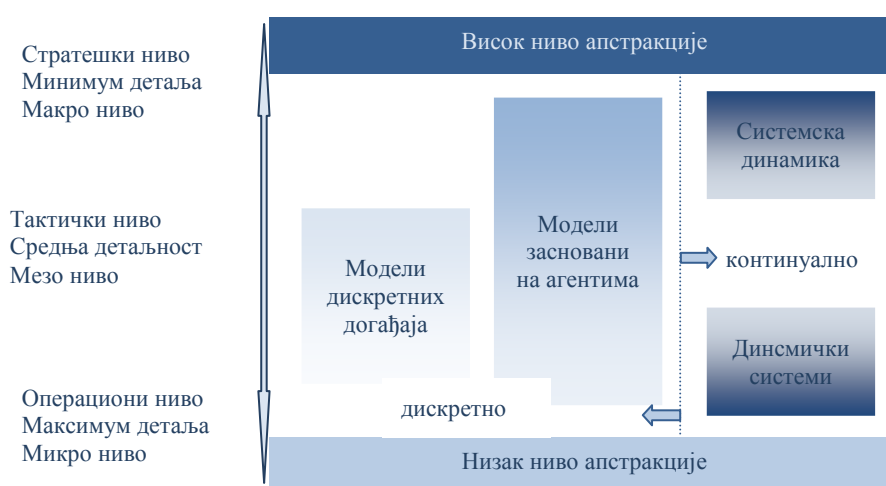 Висок ниво апстракције
Стратешки ниво
Минимум детаља
Макро ниво
Системска
динамика
Тактички ниво
Средња детаљност
Мезо ниво
Модели
дискретних
догађаја
Модели
засновани
на агентима
континуално
Динсмички
системи
Операциони ниво
Максимум детаља
Микро ниво
дискретно
Низак ниво апстракције